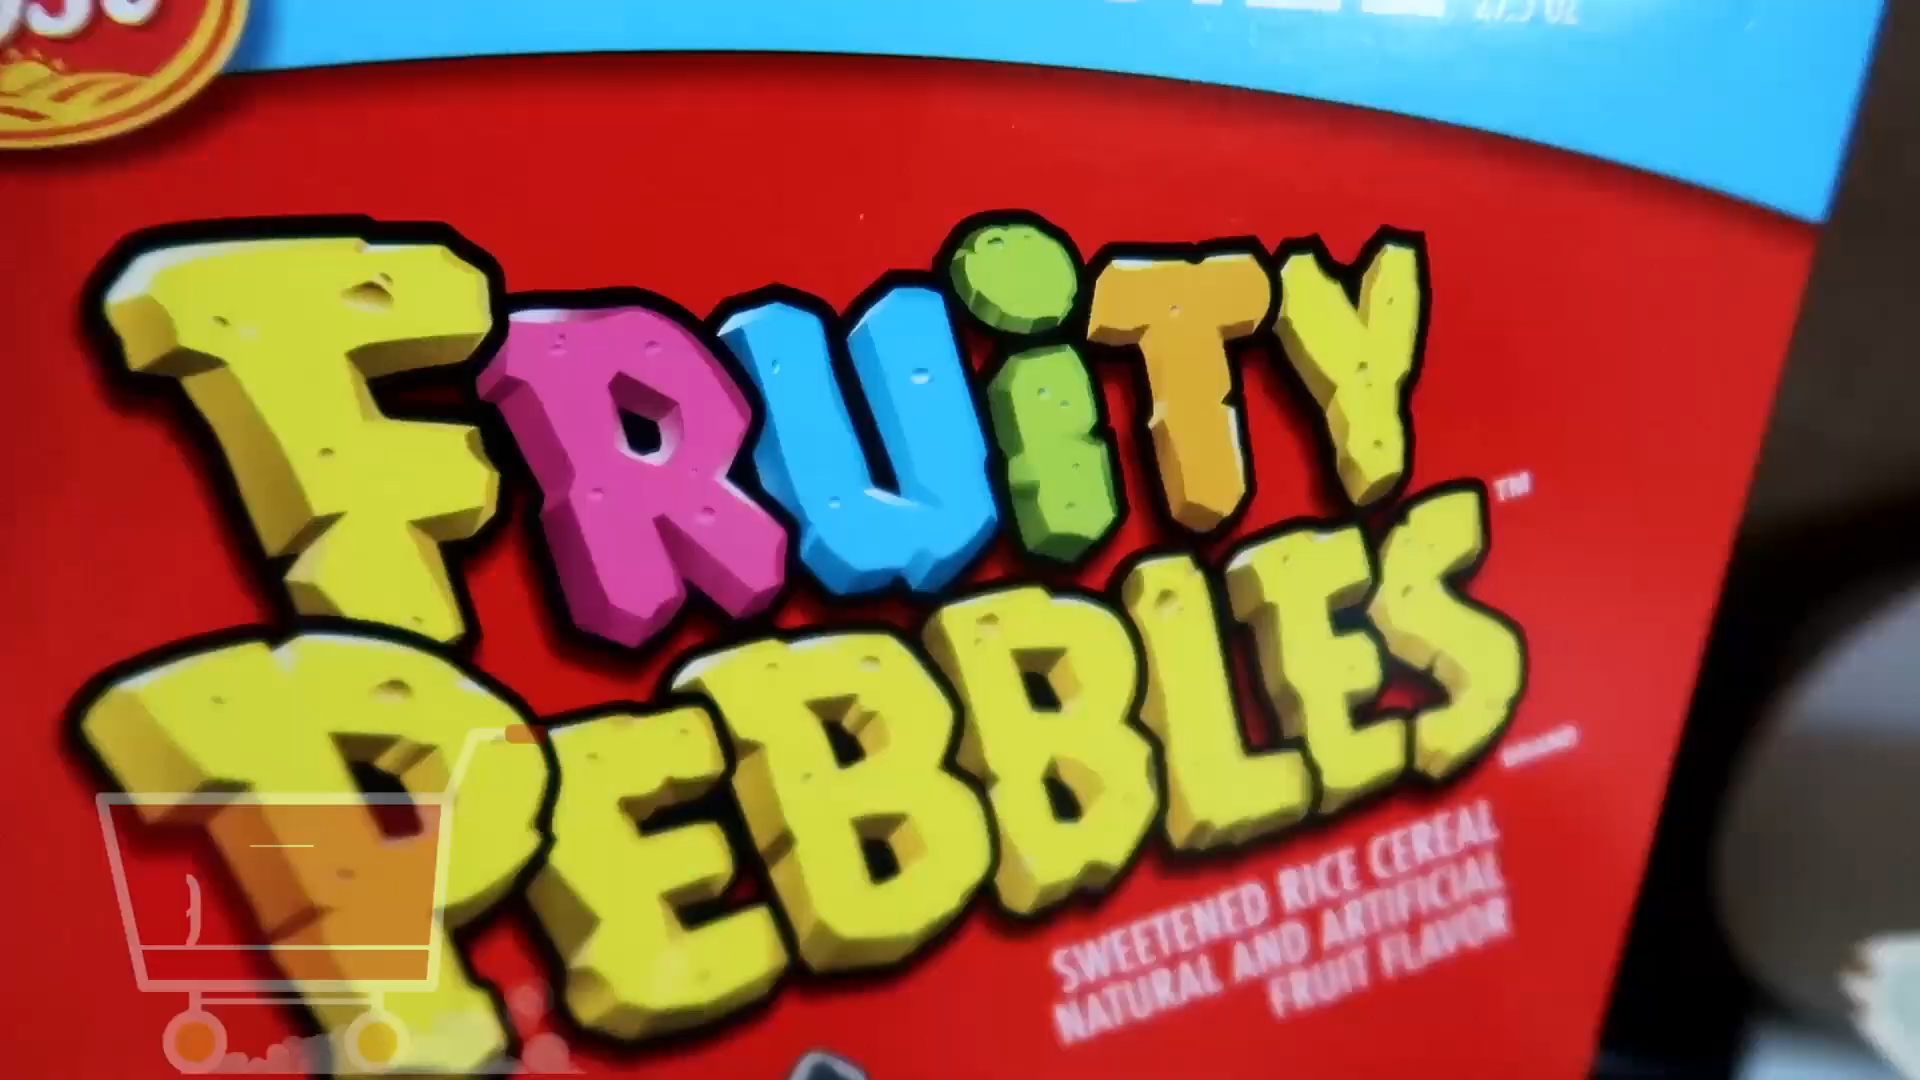 FRUiTY
PEBBLES™
SWEETENED RICE CEREAL
NATURAL AND ARTIFICIAL
FRUIT FLAVOR